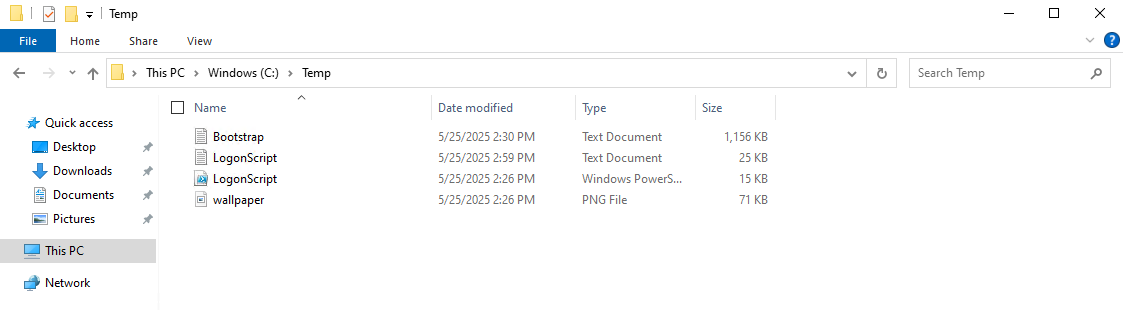 Temp
File Home Share View
This PC Windows (C:) Temp Search Temp
Name Date modified Type Size
Quick access
Desktop
Downloads
Documents
Pictures
This PC
Network
Bootstrap 5/25/2025 2:30 PM Text Document 1,156 KB
LogonScript 5/25/2025 2:59 PM Text Document 25 KB
LogonScript 5/25/2025 2:26 PM Windows PowerS... 15 KB
wallpaper 5/25/2025 2:26 PM PNG File 71 KB